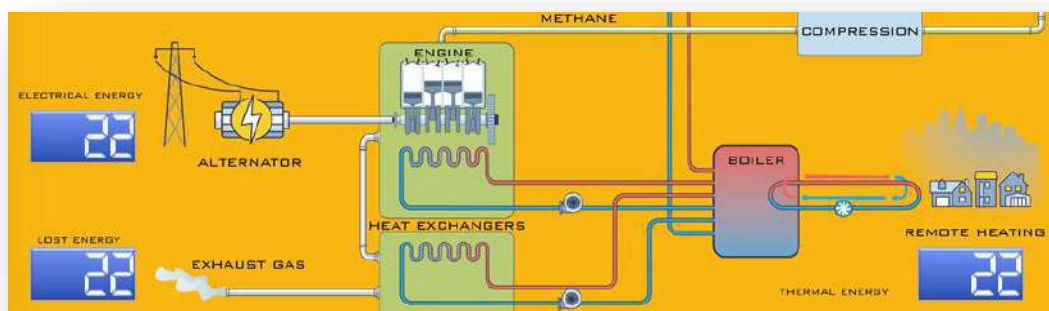 METHANE
COMPRESSION
ENGINE
ELECTRICAL ENERGY
22
ALTERNATOR
BOILER
HEAT EXCHANGERS
REMOTE HEATING
LOST ENERGY
22
EXHAUST GAS
THERMAL ENERGY
22